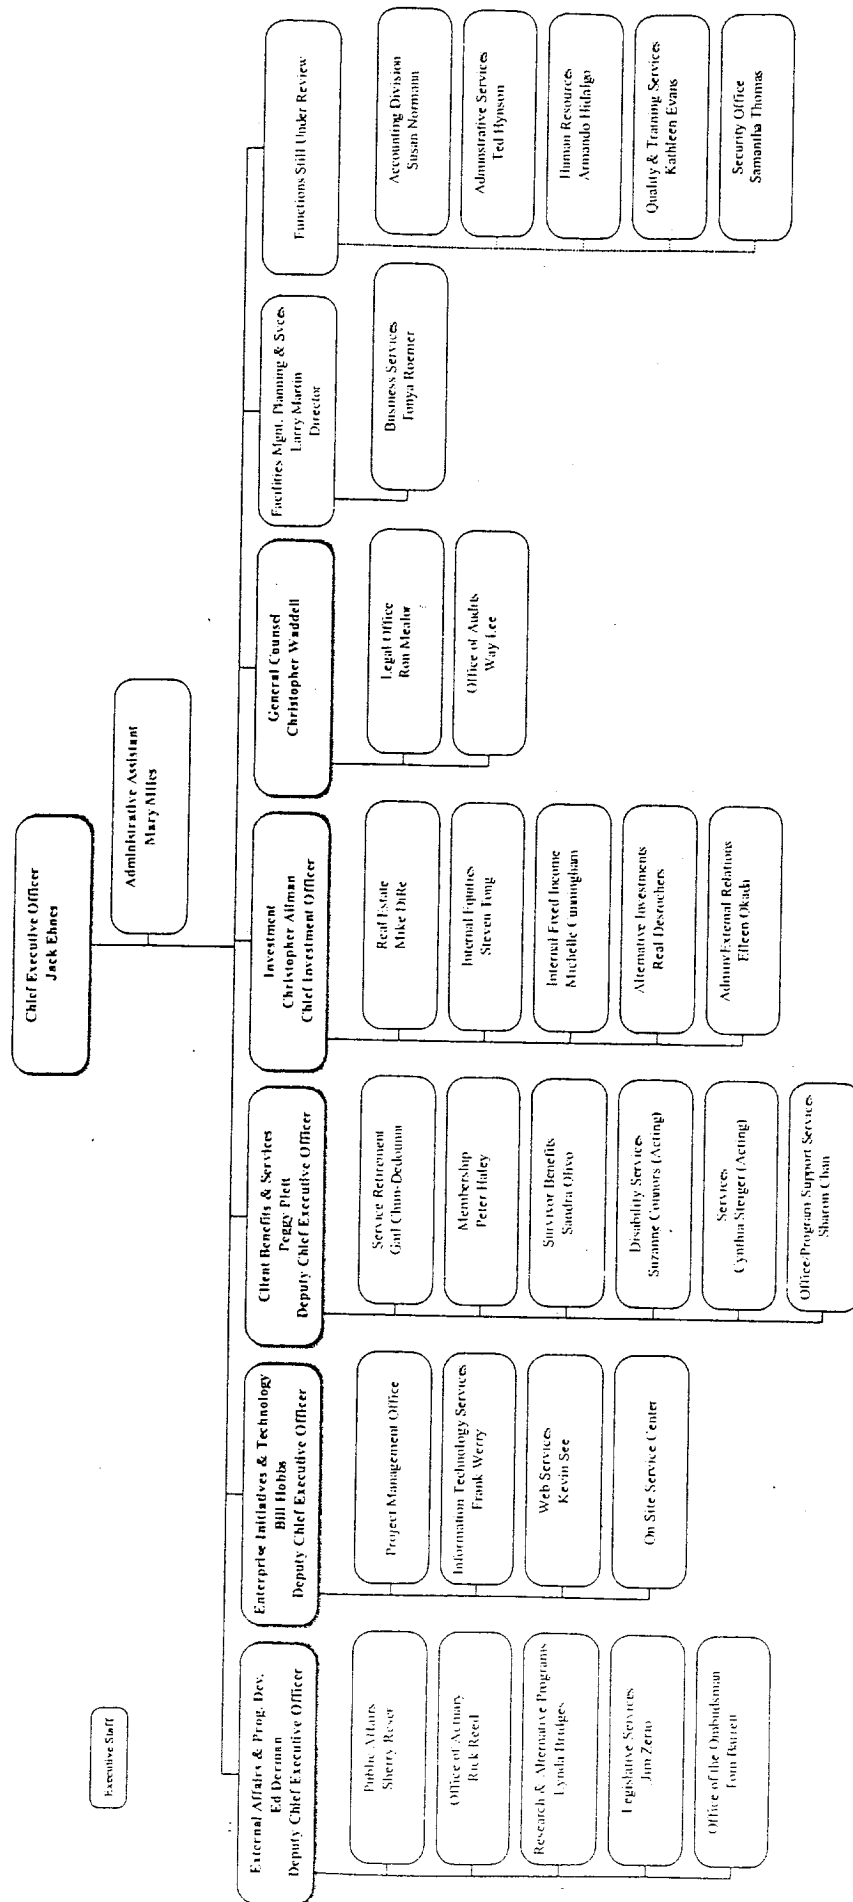 Executive Staff
Chief Executive Officer
Jack Ehnes
Administrative Assistant
Mary Miles
External Affairs & Prog. Dev.
Ed Derman
Deputy Chief Executive Officer
Public Affairs
Sherry Reser
Office of Actuary
Rick Reed
Research & Alternative Programs
Lynda Bridges
Legislative Services
Jim Zerio
Office of the Ombudsman
Tom Barrett
Enterprise Initiatives & Technology
Bill Hobbs
Deputy Chief Executive Officer
Project Management Office
Information Technology Services
Frank Werry
Web Services
Kevin See
On Site Service Center
Client Benefits & Services
Peggy Plett
Deputy Chief Executive Officer
Service Retirement
Gail Chun-Dedounin
Membership
Peter Haley
Survivor Benefits
Sandra Olivo
Disability Services
Suzanne Connors (Acting)
Services
Cynthia Steiger (Acting)
Office/Program Support Services
Sharon Chan
Investment
Christopher Ailman
Chief Investment Officer
Real Estate
Mike DiRe
Internal Equities
Steven Tong
Internal Fixed Income
Michelle Cunningham
Alternative Investments
Real Desrochers
Admin/External Relations
Eileen Okada
General Counsel
Christopher Waddell
Legal Office
Ron Mealor
Office of Audits
Way Lee
Facilities Mgnt. Planning & Svces
Larry Martin
Director
Business Services
Tonya Roemer
Functions Still Under Review
Accounting Division
Susan Normann
Administrative Services
Ted Hynson
Human Resources
Armando Hidalgo
Quality & Training Services
Kathleen Evans
Security Office
Samantha Thomas